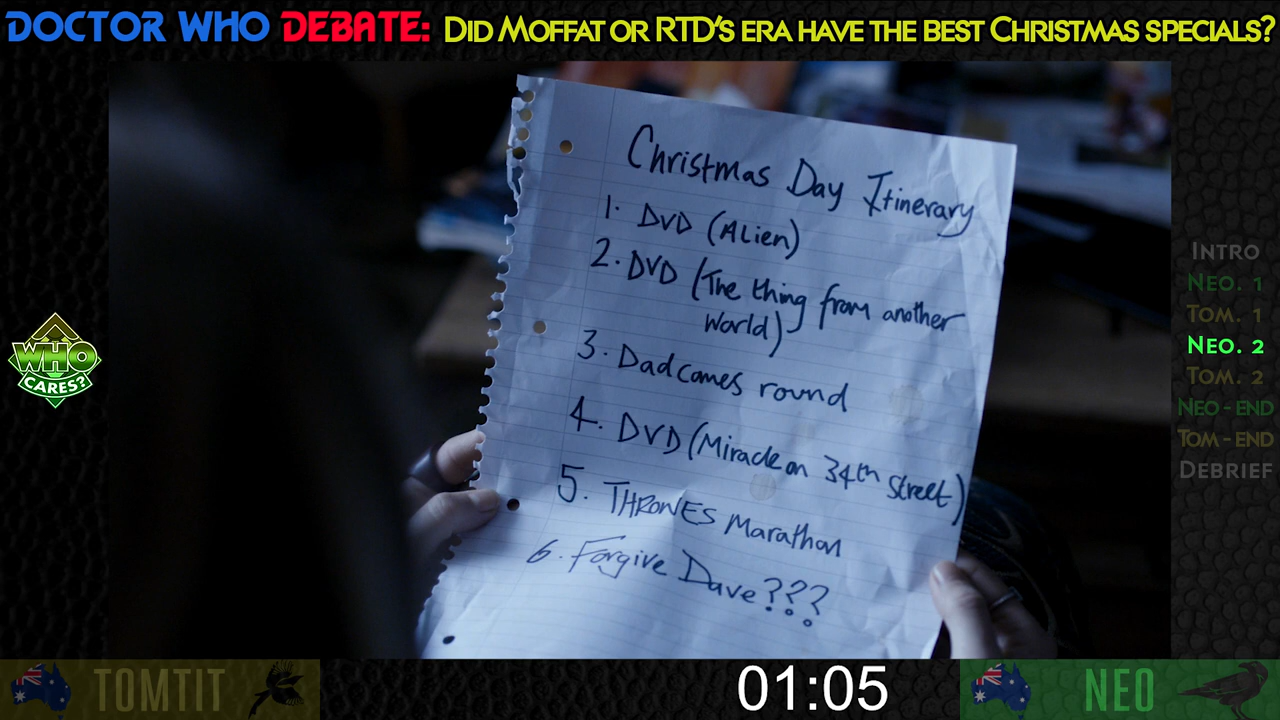 DOCTOR WHO DEBATE: DID MOFFAT OR RTD'S ERA HAVE THE BEST CHRISTMAS SPECIALS?
Christmas Day Itinerary
1. DVD (Alien)
2. DVD (The thing from another
world)
3. Dad comes round
4. DVD (Miracle on 34th Street)
5. THRONES Marathon
6. Forgive Dave???
WHO
CARES?
INTRO
NEO. 1
TOM. 1
NEO. 2
TOM. 2
NEO - END
TOM - END
DEBRIEF
TOMTIT
01:05
NEO